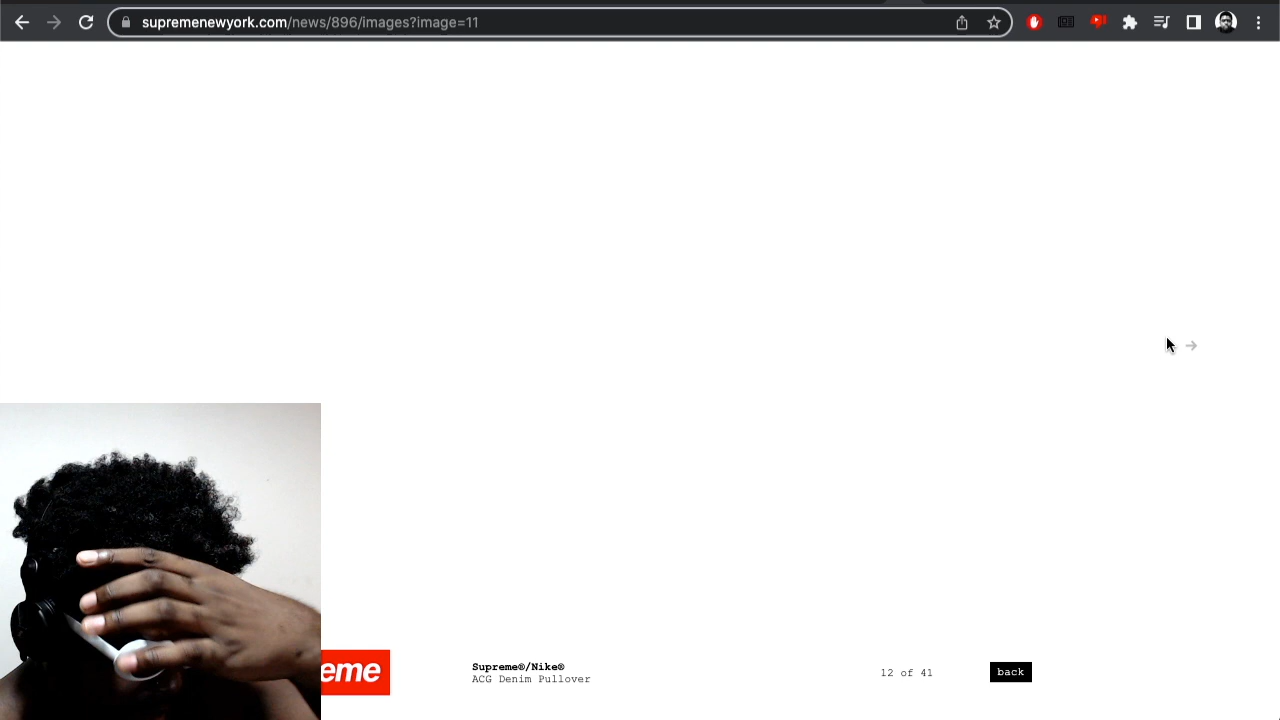 supremenewyork.com/news/896/images?image=11
eme
Supreme®/Nike®
ACG Denim Pullover
12 of 41
back